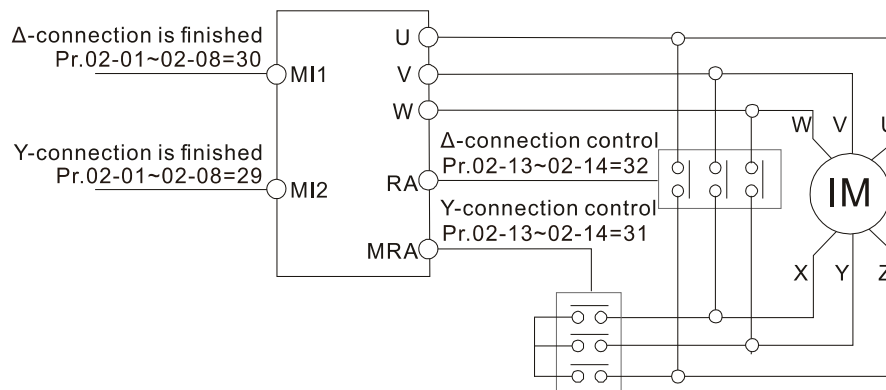 Δ-connection is finished
Pr.02-01~02-08=30
MI1
Y-connection is finished
Pr.02-01~02-08=29
MI2
U
V
W
RA
MRA
Δ-connection control
Pr.02-13~02-14=32
Y-connection control
Pr.02-13~02-14=31
W V U
IM
X Y Z